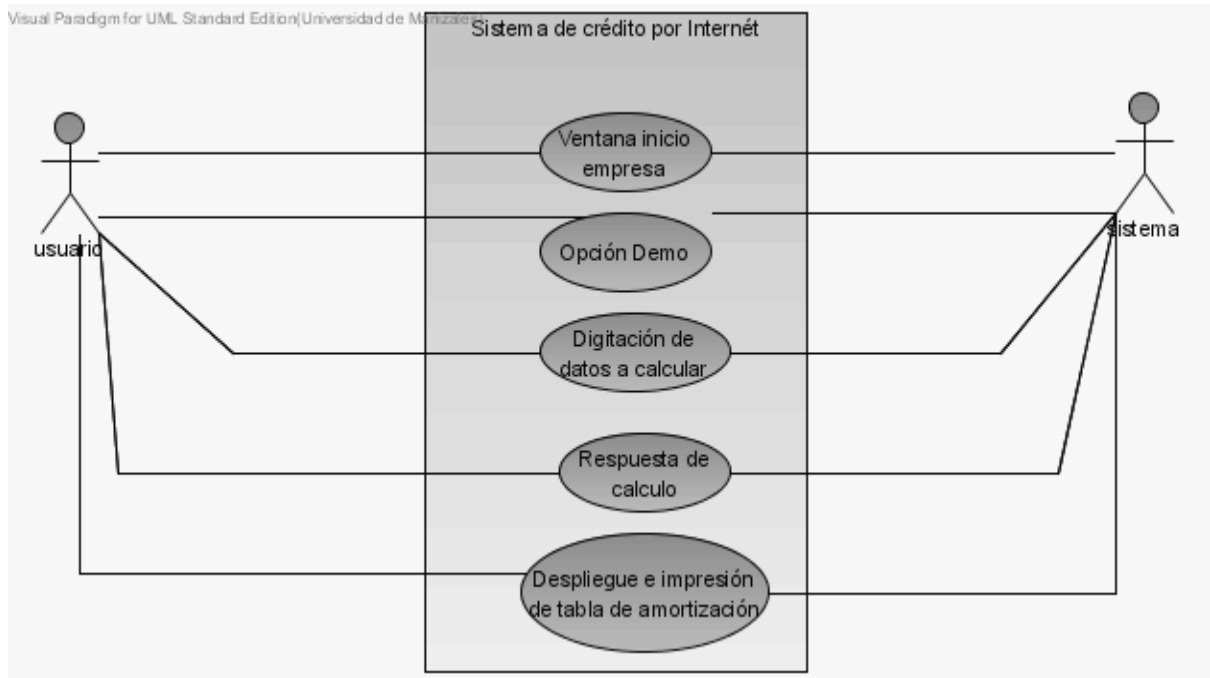 Visual Paradigm for UML Standard Edition(Universidad de Manizales)
Sistema de crédito por Internét
Ventana inicio
empresa
usuario
Opción Demo
sistema
Digitación de
datos a calcular
Respuesta de
calculo
Despliegue e impresión
de tabla de amortización